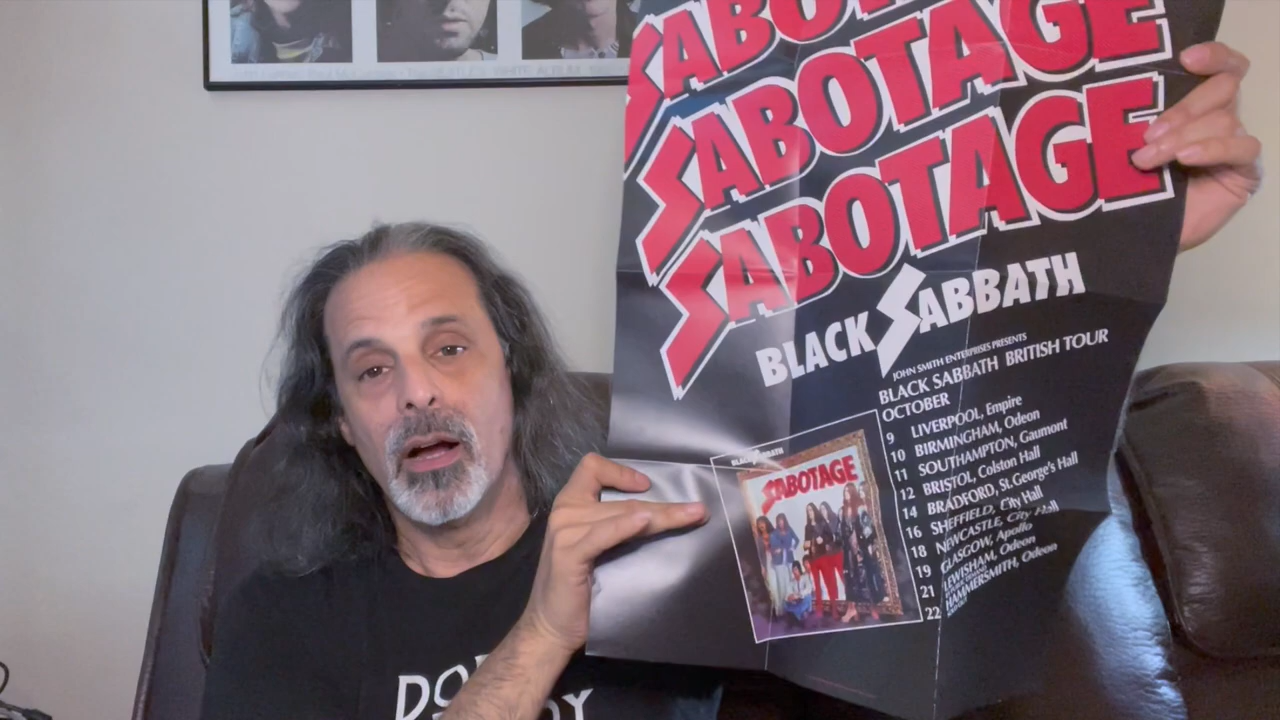 SABOTAGE
SABOTAGE
SABOTAGE
BLACK SABBATH
JOHN SMITH ENTERPRISES PRESENTS
BLACK SABBATH BRITISH TOUR
OCTOBER
9 LIVERPOOL, Empire
10 BIRMINGHAM, Odeon
11 SOUTHAMPTON, Gaumont
12 BRISTOL, Colston Hall
14 BRADFORD, St. George's Hall
16 SHEFFIELD, City Hall
18 NEWCASTLE, City Hall
19 GLASGOW, Apollo
21 LEWISHAM, Odeon
22 HAMMERSMITH, Odeon
BLACK SABBATH
SABOTAGE